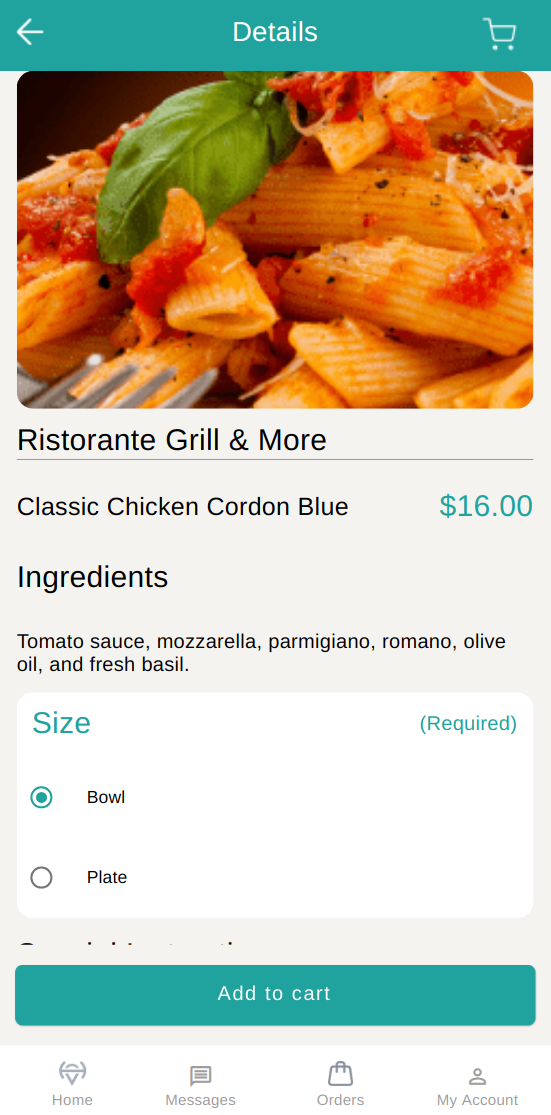 Details
Ristorante Grill & More
Classic Chicken Cordon Blue
$16.00
Ingredients
Tomato sauce, mozzarella, parmigiano, romano, olive
oil, and fresh basil.
Size
(Required)
Bowl
Plate
Add to cart
Home
Messages
Orders
My Account